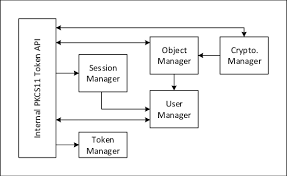 Internal PKCS11 Token API
Object
Manager
Crypto.
Manager
Session
Manager
User
Manager
Token
Manager